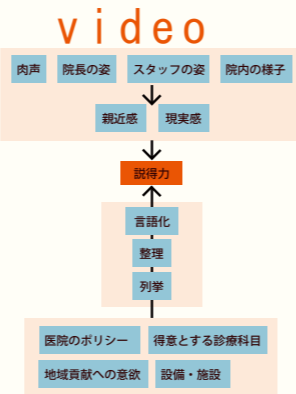 video
肉声 院長の姿 スタッフの姿 院内の様子
親近感 現実感
説得力
言語化
整理
列挙
医院のポリシー 得意とする診療科目
地域貢献への意欲 設備・施設